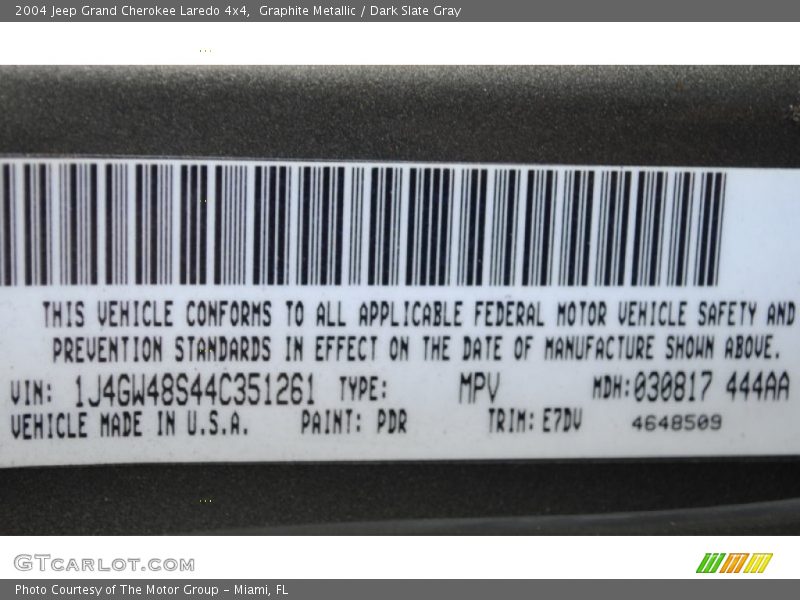 2004 Jeep Grand Cherokee Laredo 4x4,  Graphite Metallic / Dark Slate Gray
THIS VEHICLE CONFORMS TO ALL APPLICABLE FEDERAL MOTOR VEHICLE SAFETY AND
PREVENTION STANDARDS IN EFFECT ON THE DATE OF MANUFACTURE SHOWN ABOVE.
VIN: 1J4GW48S44C351261 TYPE: MPV MDH:030817 444AA
VEHICLE MADE IN U.S.A. PAINT: PDR TRIM: E7DV 4648509
GTCARLOT.COM
Photo Courtesy of The Motor Group - Miami, FL